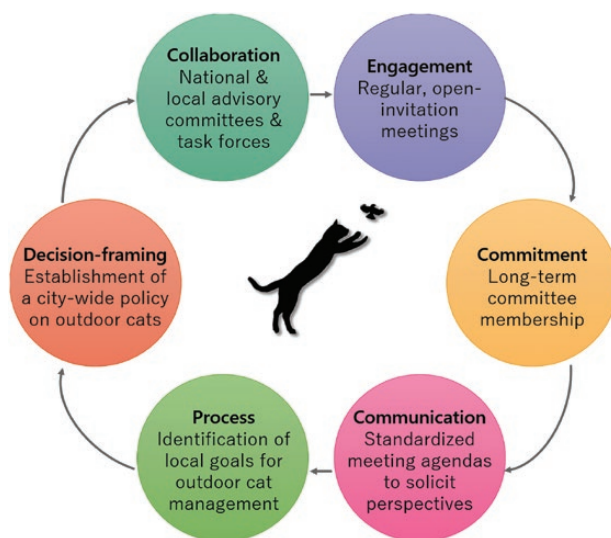 Collaboration
National &
local advisory
committees &
task forces
Engagement
Regular, open-
invitation
meetings
Commitment
Long-term
committee
membership
Communication
Standardized
meeting agendas
to solicit
perspectives
Process
Identification of
local goals for
outdoor cat
management
Decision-framing
Establishment of
a city-wide policy
on outdoor cats